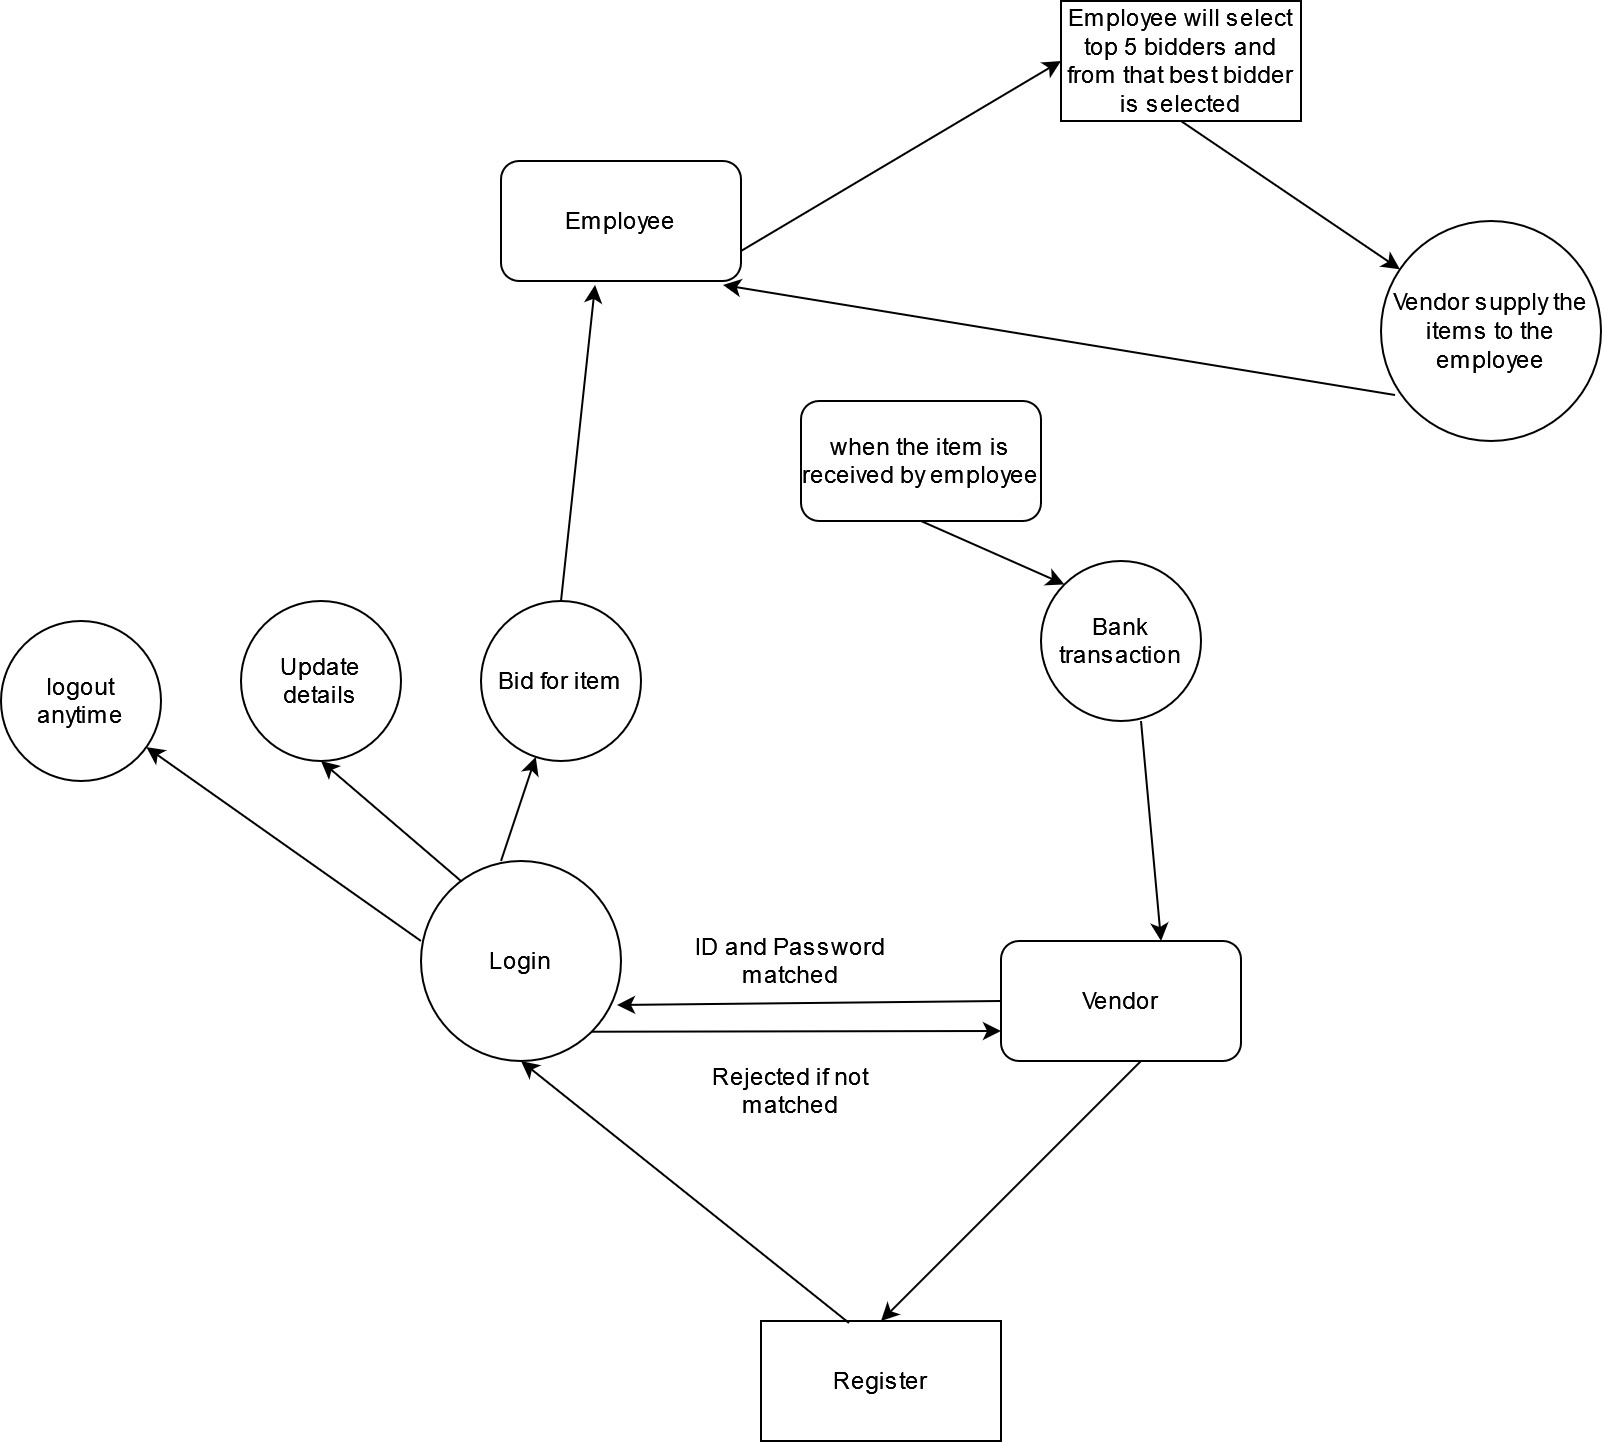 Employee will select
top 5 bidders and
from that best bidder
is selected
Employee
Vendor supply the
items to the
employee
when the item is
received by employee
Bank
transaction
Update
details
Bid for item
logout
anytime
Login
ID and Password
matched
Vendor
Rejected if not
matched
Register